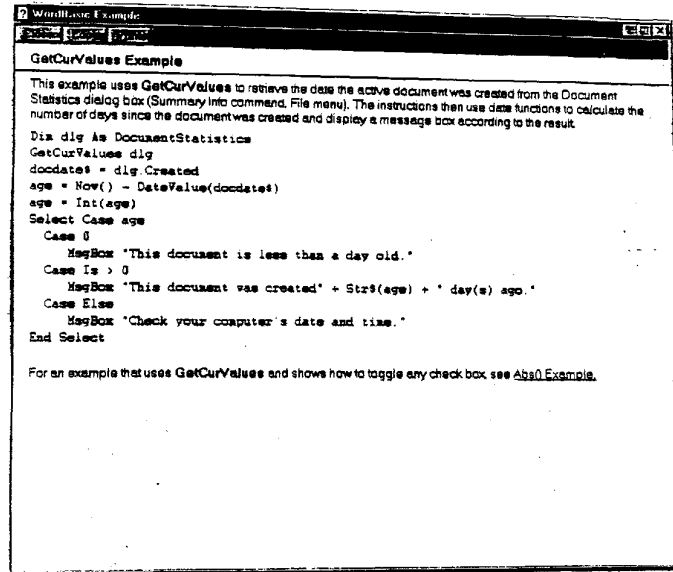 WordBasic Example
GetCurValues Example
This example uses GetCurValues to retrieve the date the active document was created from the Document
Statistics dialog box (Summary Info command, File menu). The instructions then use date functions to calculate the
number of days since the document was created and display a message box according to the result.
Dim dlg As DocumentStatistics
GetCurValues dlg
docdate$ = dlg.Created
age = Now() - DateValue(docdate$)
age = Int(age)
Select Case age
Case 0
MsgBox "This document is less than a day old."
Case Is > 0
MsgBox "This document was created" + Str$(age) + " day(s) ago."
Case Else
MsgBox "Check your computer's date and time."
End Select
For an example that uses GetCurValues and shows how to toggle any check box, see Abs() Example.